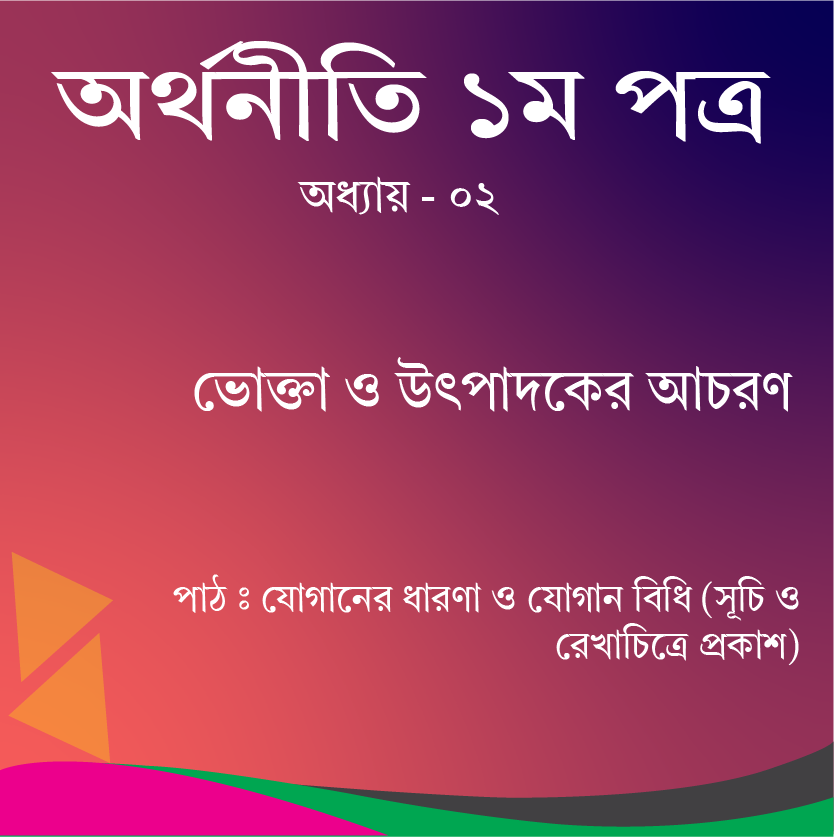 অর্থনীতি ১ম পত্র
অধ্যায় - ০২
ভোক্তা ও উৎপাদকের আচরণ
পাঠ ঃ যোগানের ধারণা ও যোগান বিধি (সূচি ও
রেখাচিত্রে প্রকাশ)